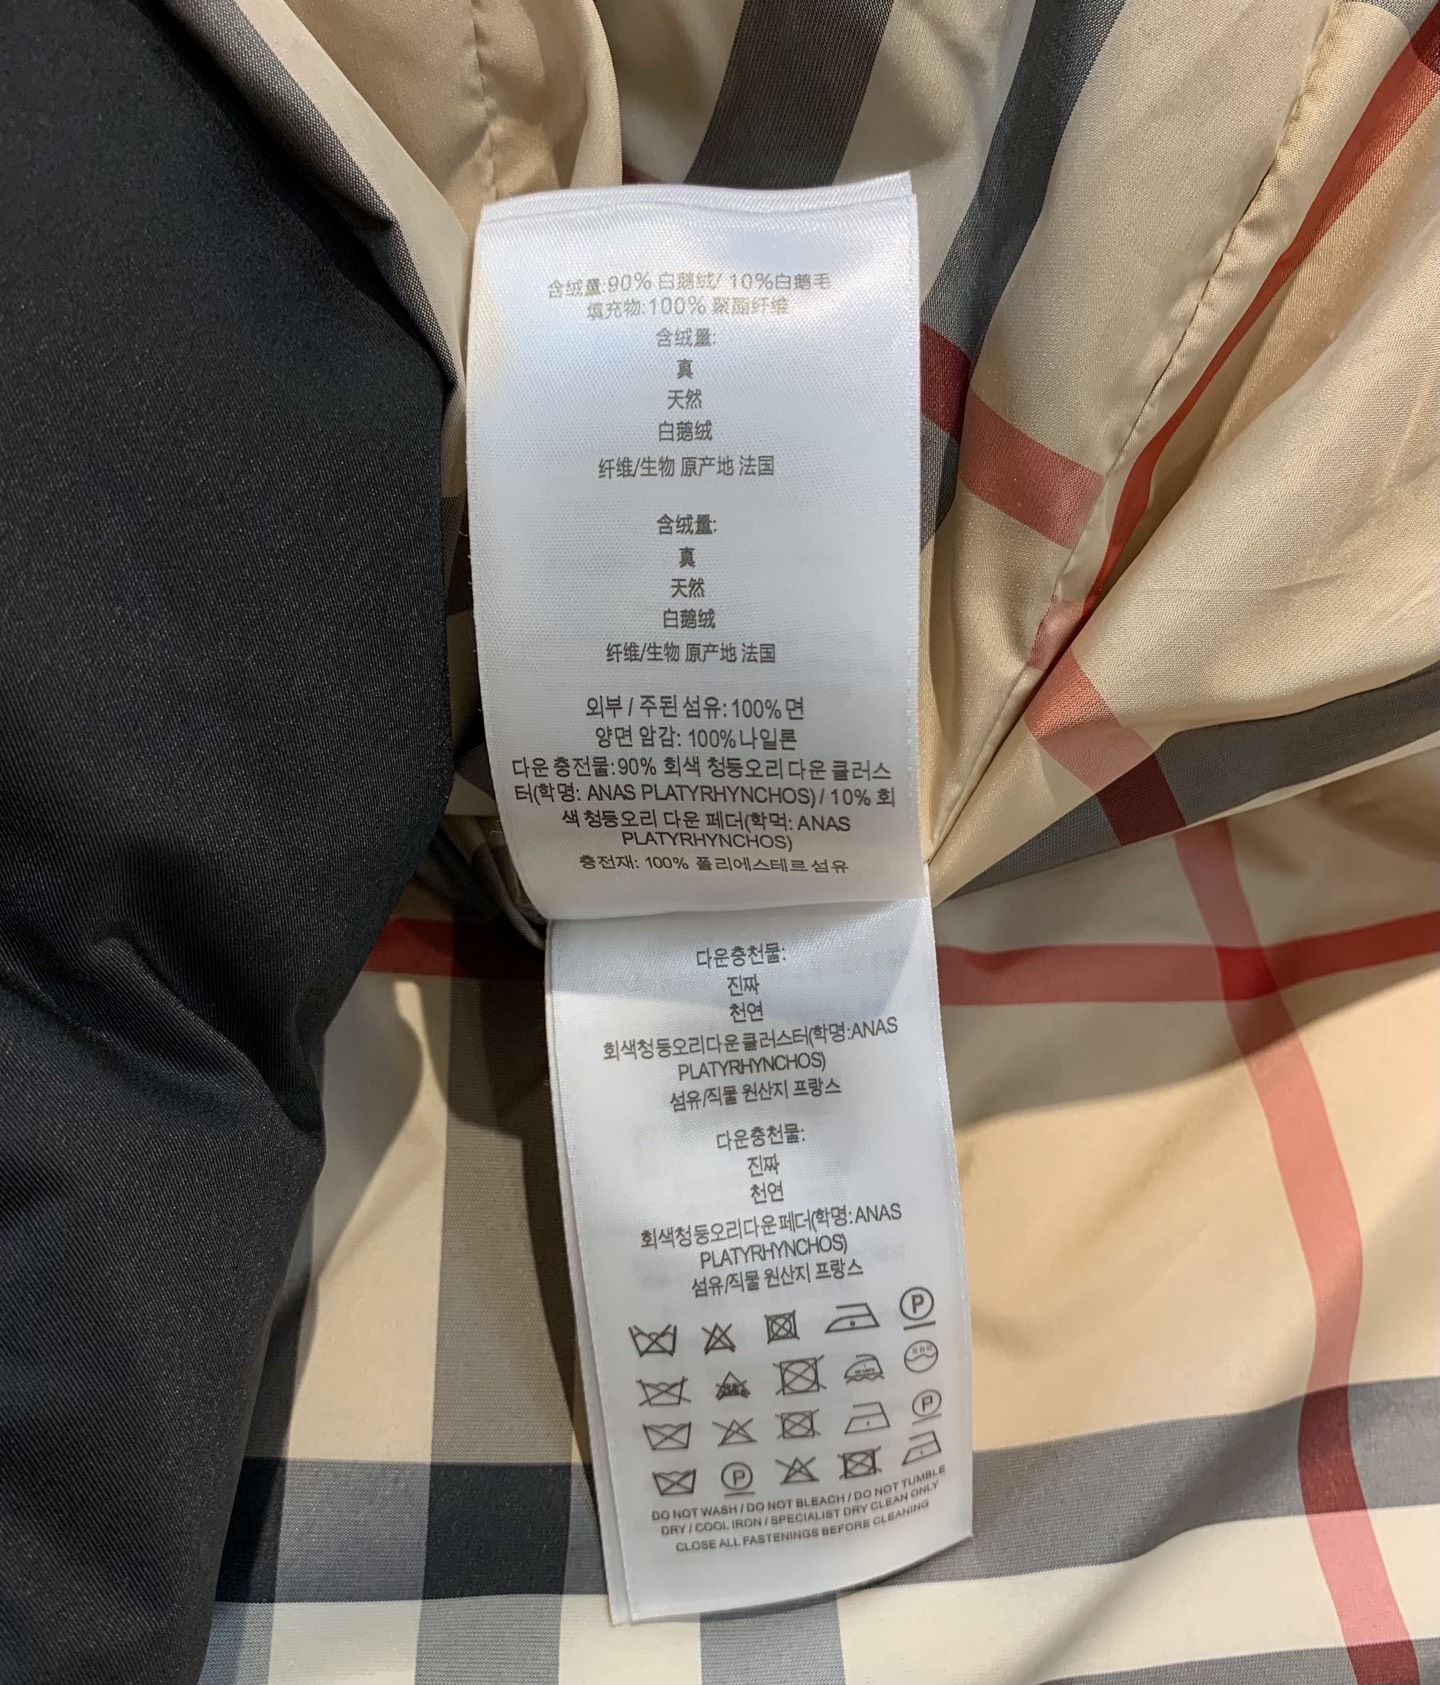 含绒量:90% 白鹅绒/ 10%白鹅毛
填充物:100% 聚酯纤维
含绒量:
真
天然
白鹅绒
纤维/生物 原产地 法国
含绒量:
真
天然
白鹅绒
纤维/生物 原产地 法国
외부 / 주된 섬유: 100% 면
양면 암감: 100% 나일론
다운 충전물:90% 회색 청둥오리 다운 클러스
터(학명: ANAS PLATYRHYNCHOS) / 10% 회
색 청둥오리 다운 페더(학먹: ANAS
PLATYRHYNCHOS)
충전재: 100% 폴리에스테르 섬유
다운충천물:
진짜
천연
회색청둥오리다운클러스터(학명:ANAS
PLATYRHYNCHOS)
섬유/직물 원산지 프랑스
다운충천물:
진짜
천연
회색청둥오리다운페더(학명:ANAS
PLATYRHYNCHOS)
섬유/직물 원산지 프랑스
P
P
P
DO NOT WASH / DO NOT BLEACH / DO NOT TUMBLE
DRY / COOL IRON / SPECIALIST DRY CLEAN ONLY
CLOSE ALL FASTENINGS BEFORE CLEANING